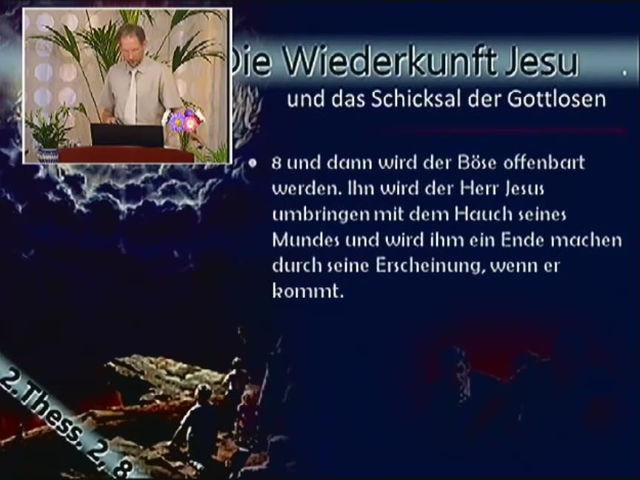 Die Wiederkunft Jesu
und das Schicksal der Gottlosen
8 und dann wird der Böse offenbart
werden. Ihn wird der Herr Jesus
umbringen mit dem Hauch seines
Mundes und wird ihm ein Ende machen
durch seine Erscheinung, wenn er
kommt.
2.Thess. 2, 8